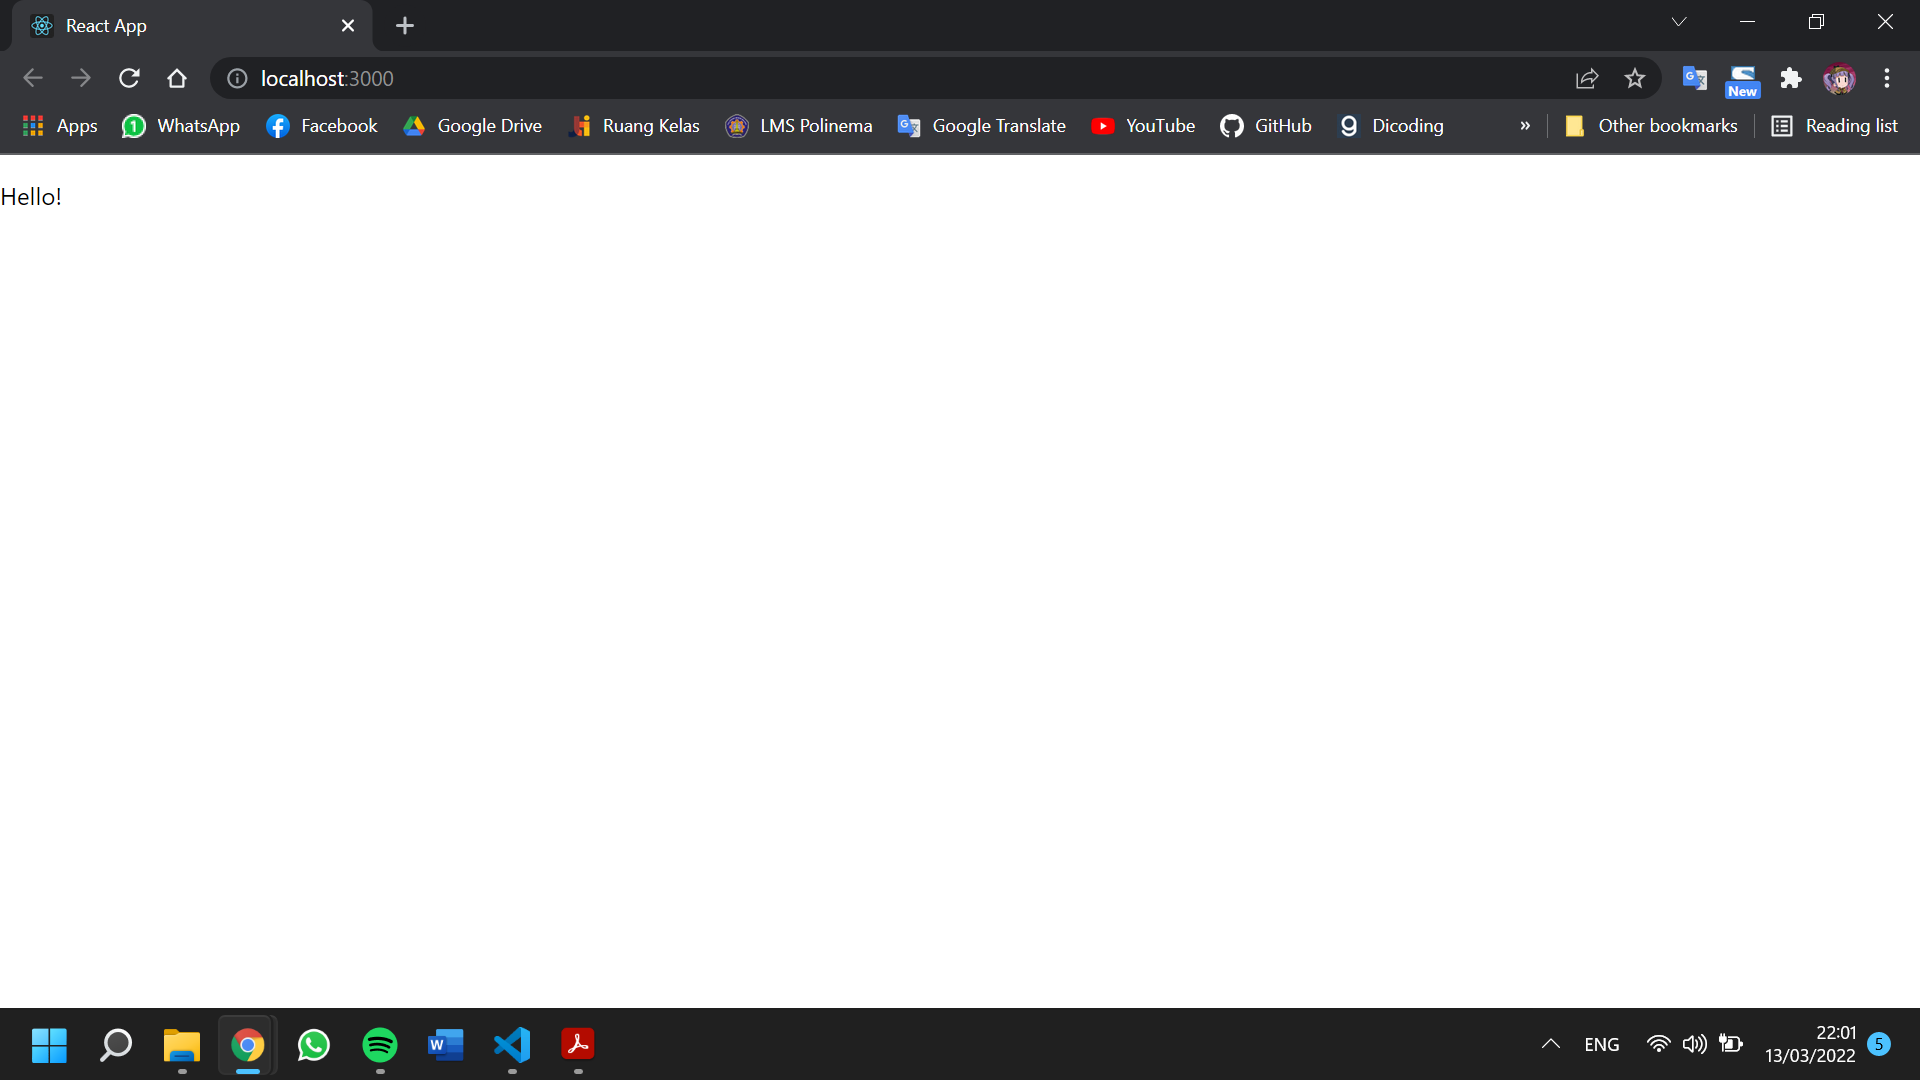 React App
localhost:3000
New
Apps WhatsApp Facebook Google Drive Ruang Kelas LMS Polinema Google Translate YouTube GitHub Dicoding » Other bookmarks Reading list
Hello!
ENG 22:01
13/03/2022 5